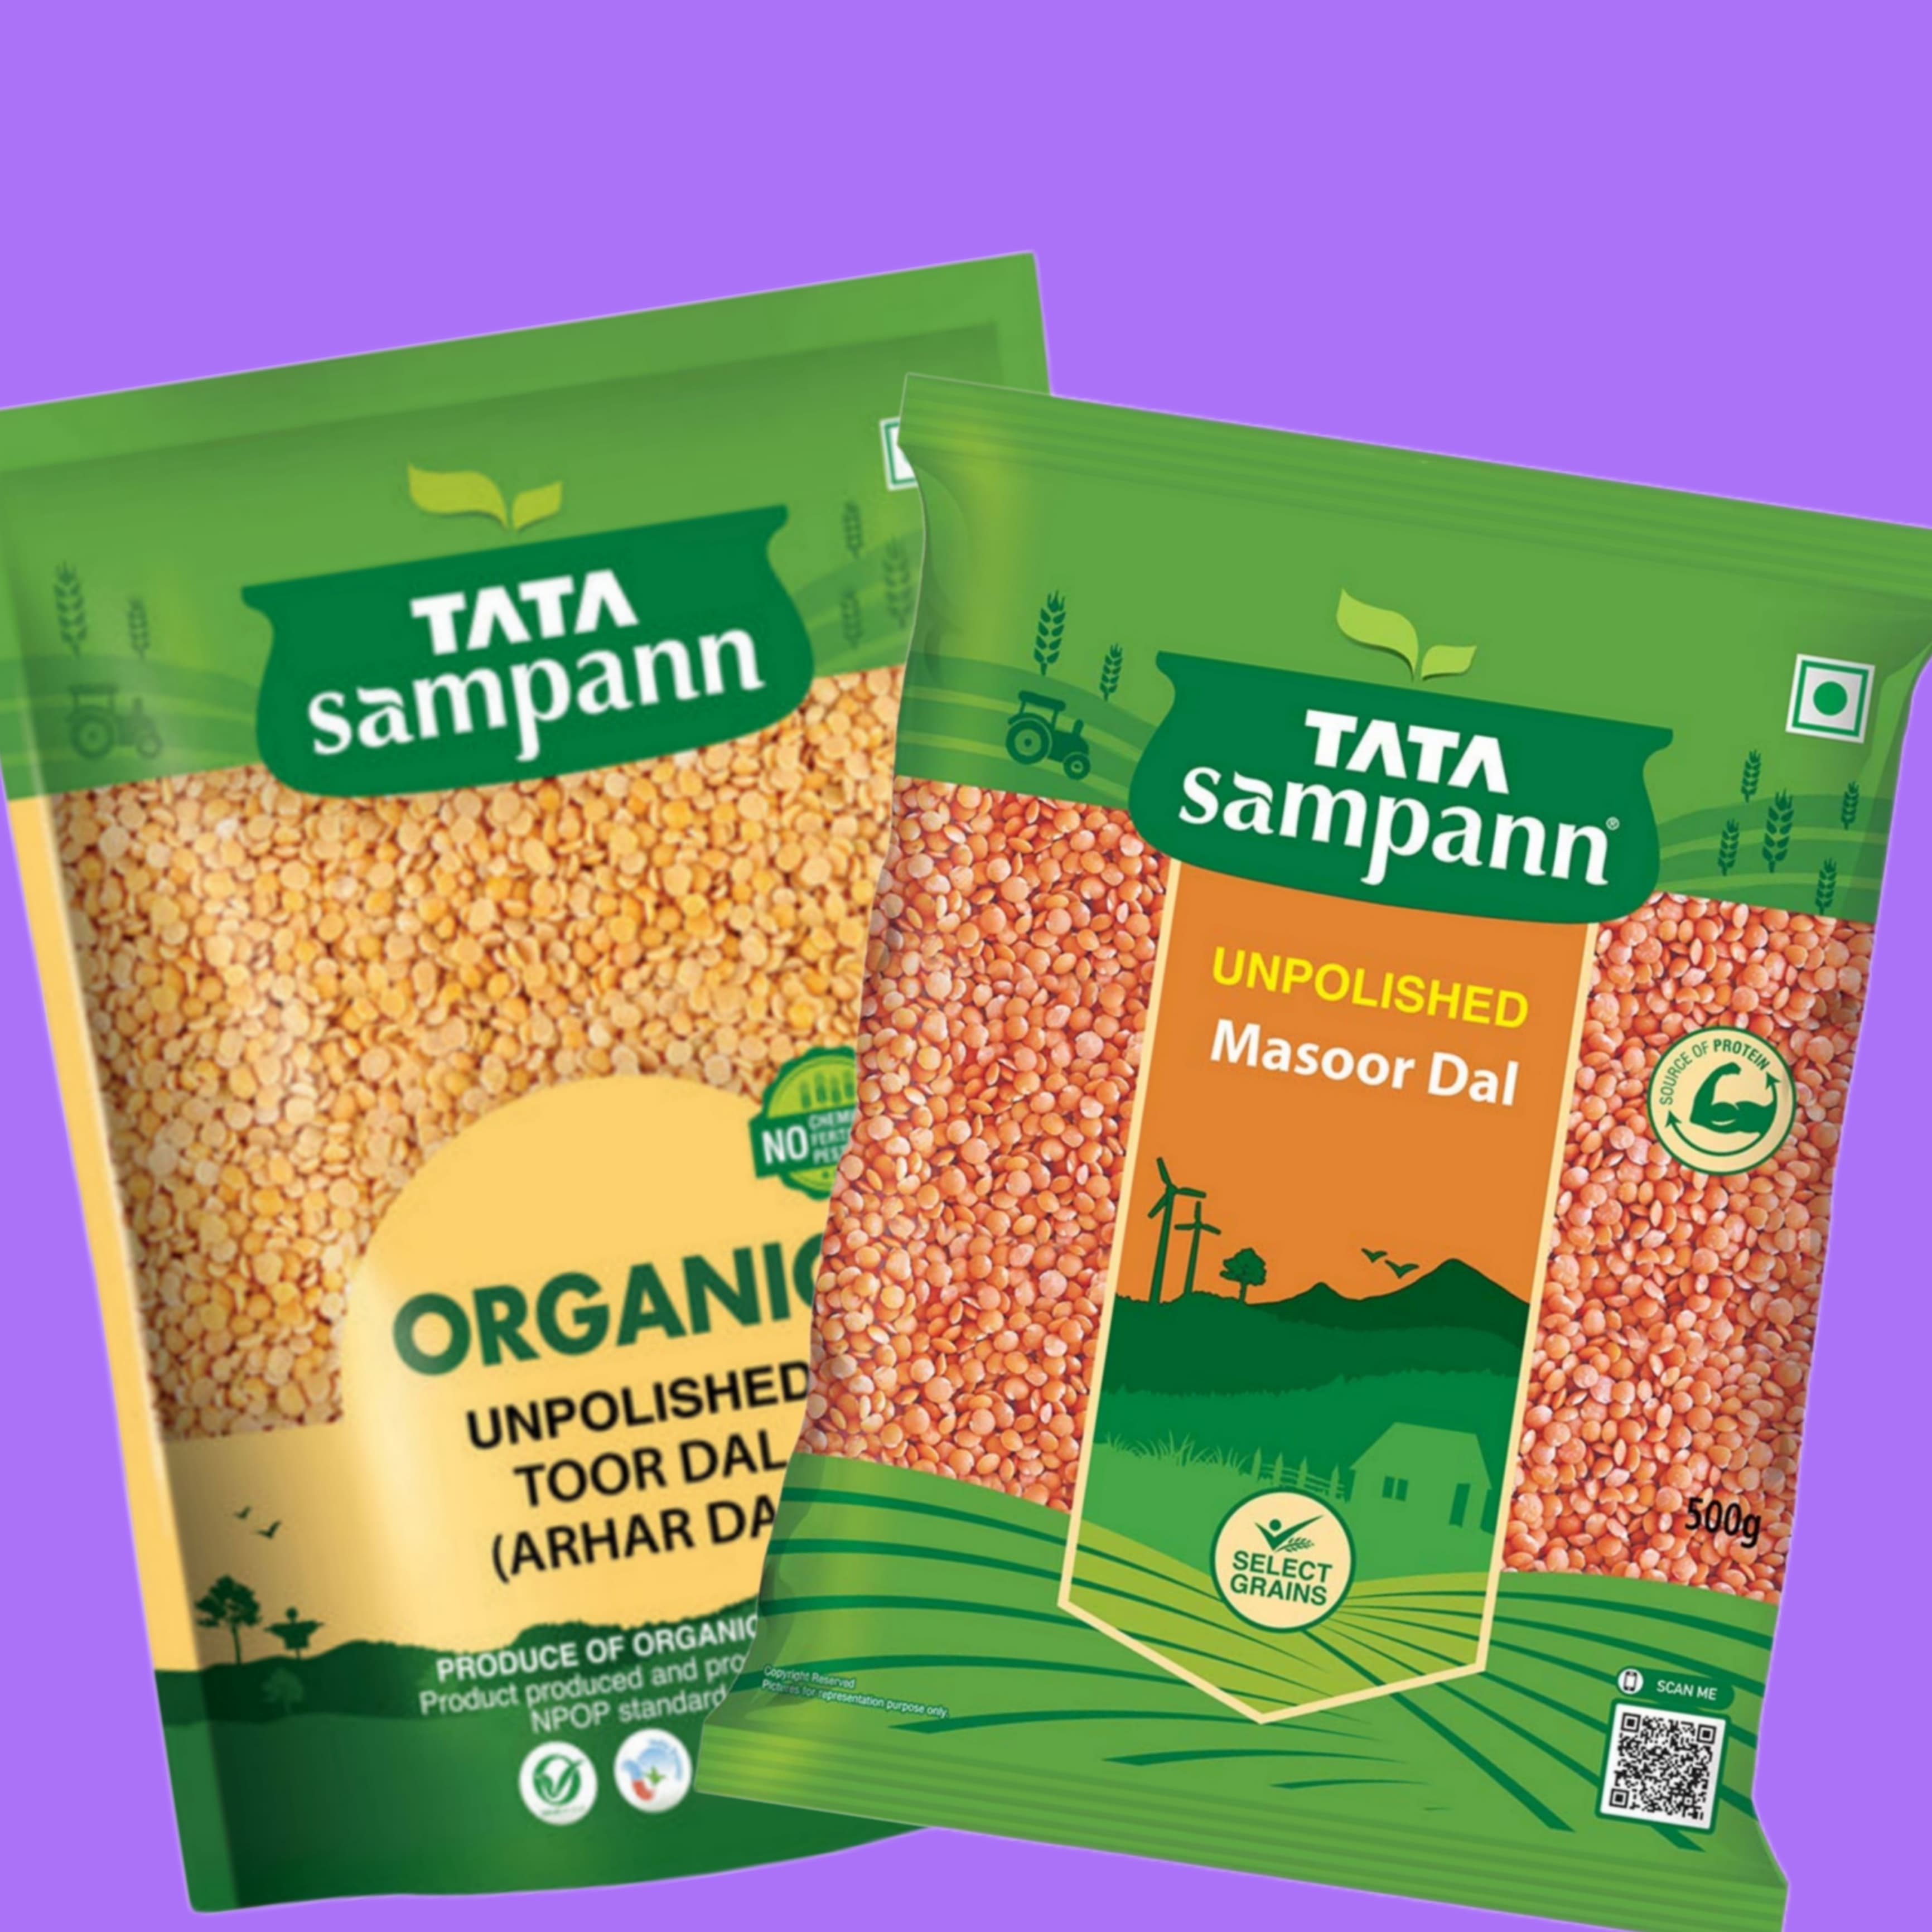 TATA
sampann
NO
ORGANIC
UNPOLISHED
TOOR DAL
(ARHAR DA
PRODUCE OF ORGANIC
Product produced and pro
NPOP standard
TATA
sampann®
UNPOLISHED
Masoor Dal
SOURCE OF PROTEIN
500g
SELECT
GRAINS
Copyright Reserved
Pictures for representation purpose only.
SCAN ME